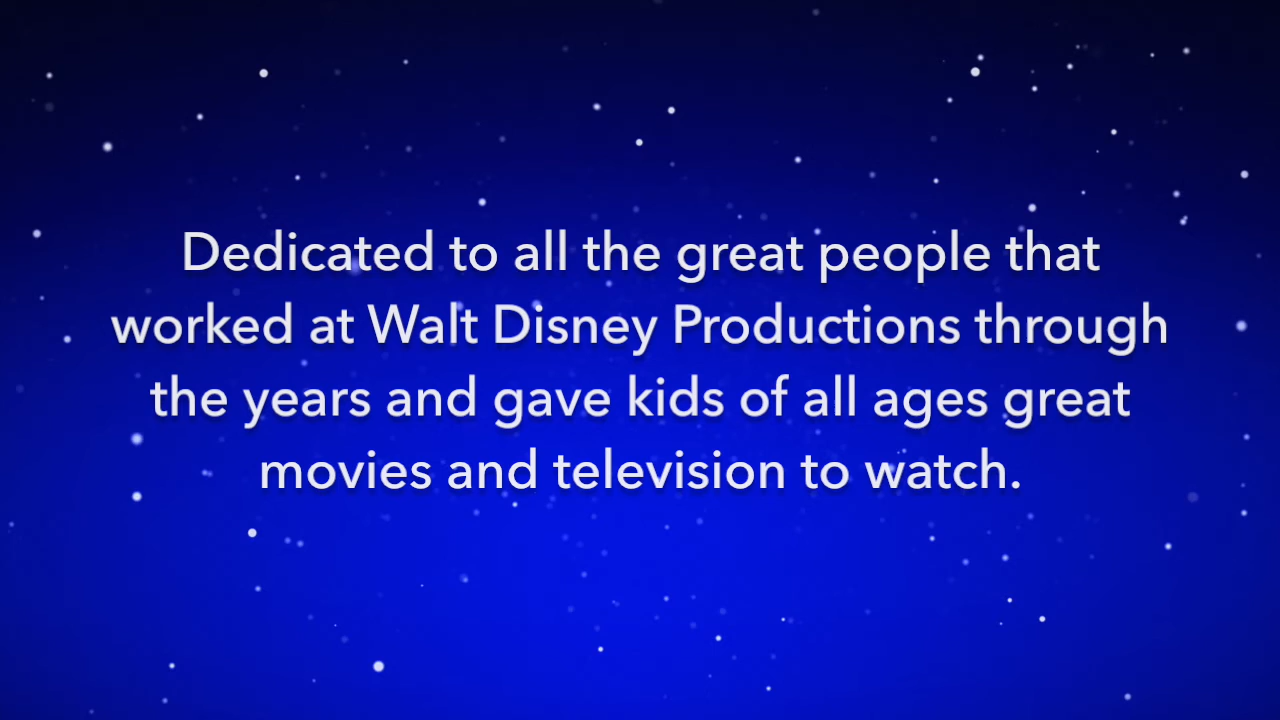 Dedicated to all the great people that
worked at Walt Disney Productions through
the years and gave kids of all ages great
movies and television to watch.